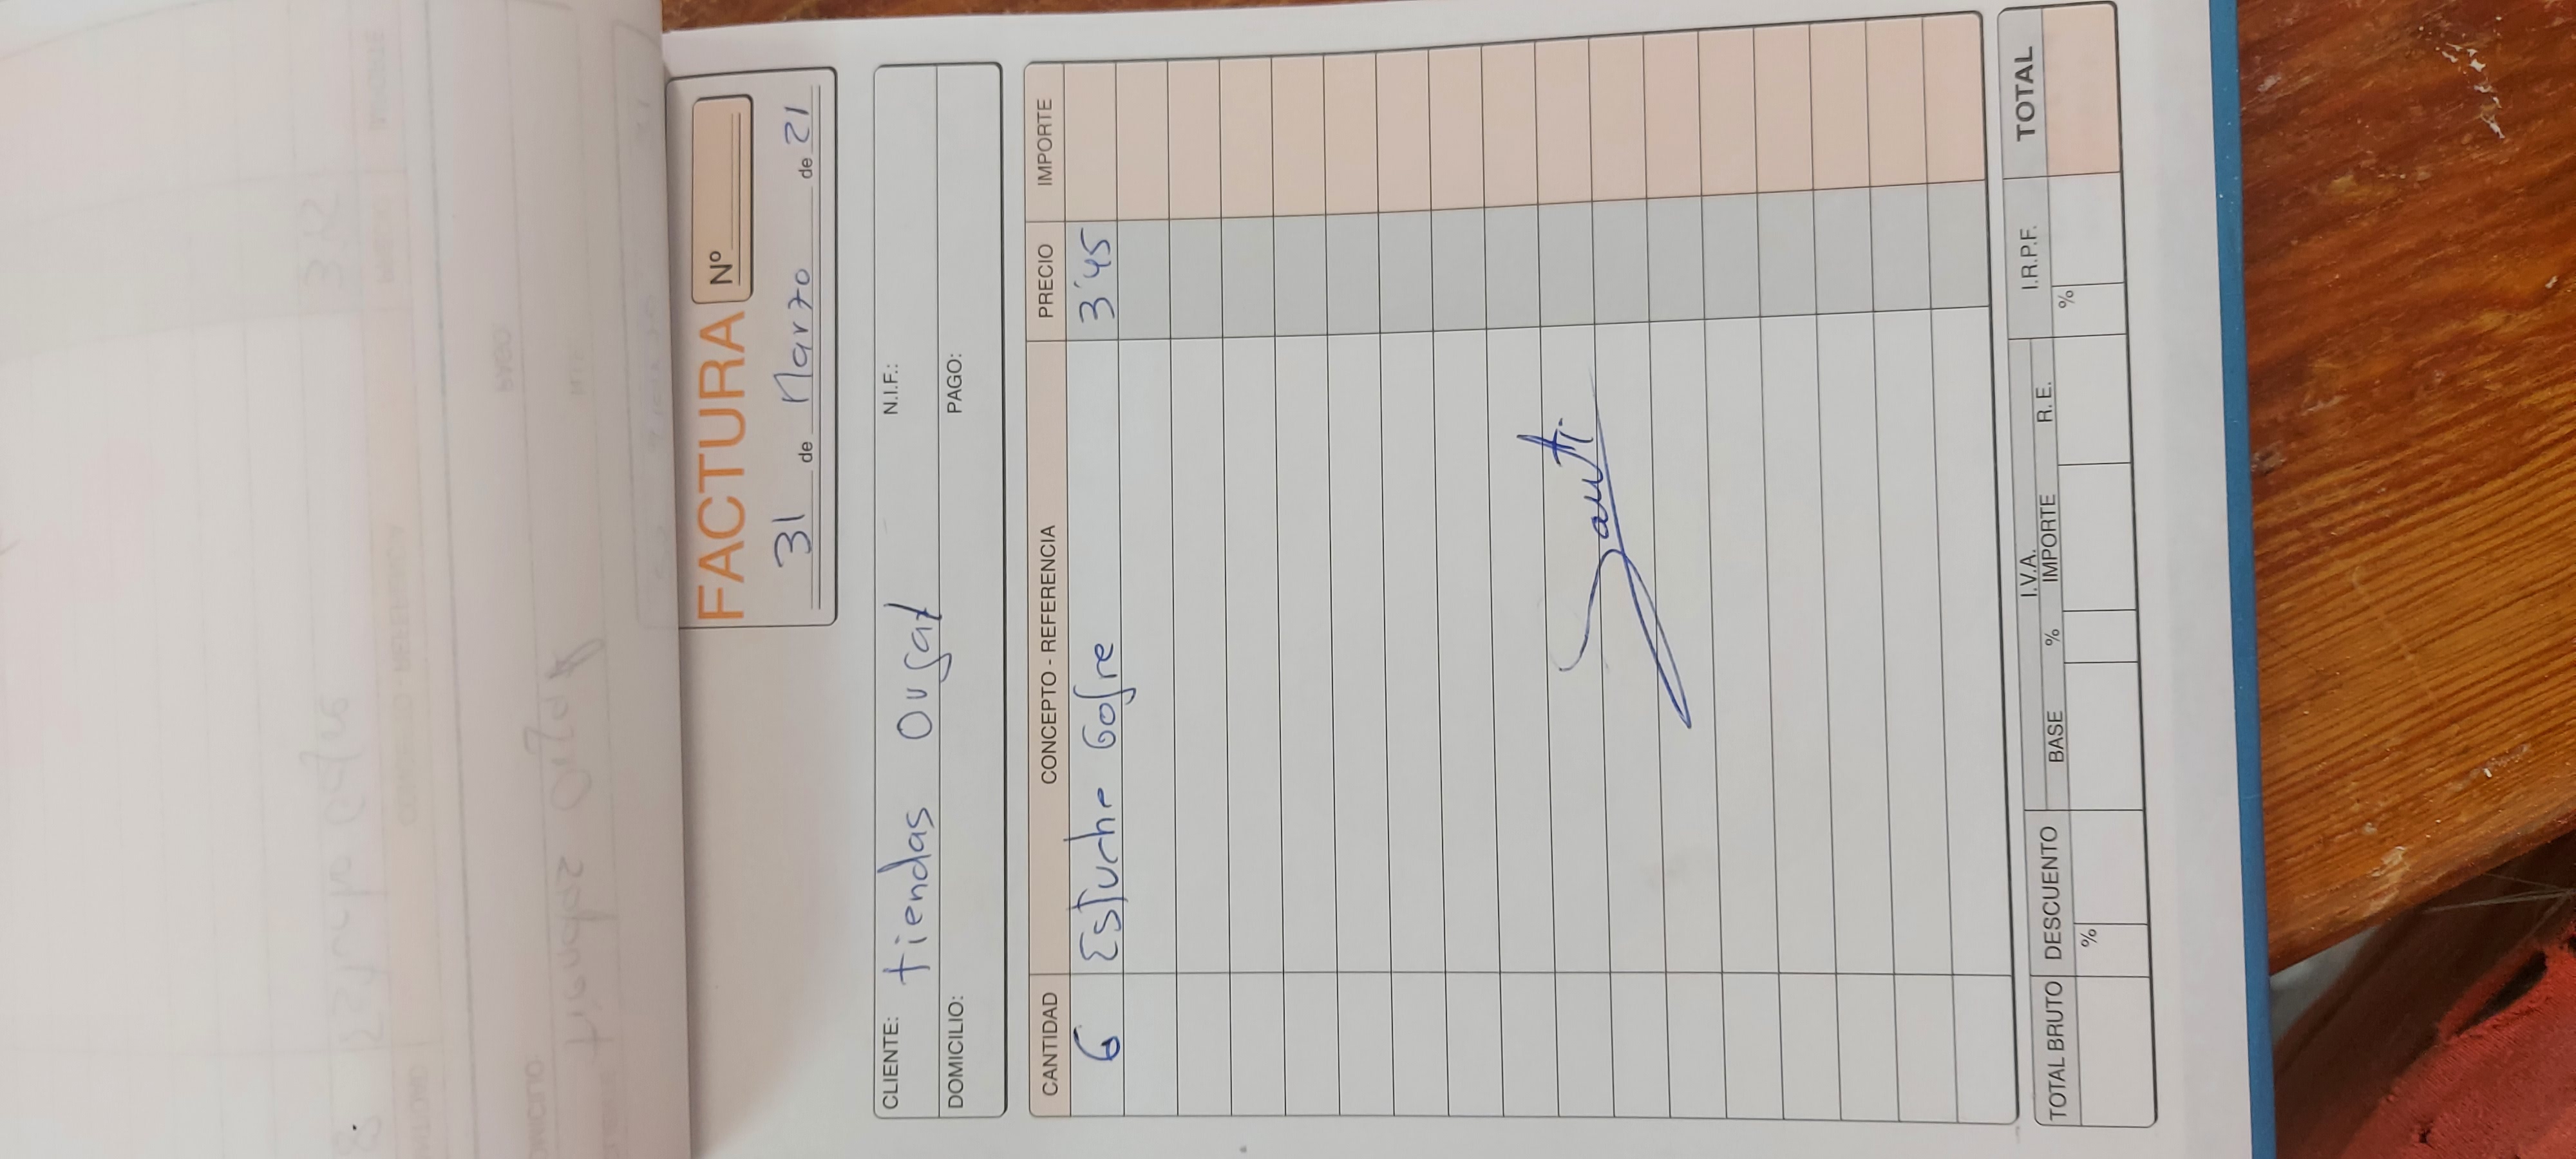 FACTURA Nº
31 de Marzo de 21
CLIENTE: tiendas N.I.F.:
DOMICILIO: PAGO:
CANTIDAD CONCEPTO - REFERENCIA PRECIO IMPORTE
6 Estuche Gofre 3'45
Santi
TOTAL BRUTO DESCUENTO I.V.A. I.R.P.F. TOTAL
BASE % IMPORTE R.E.
% %